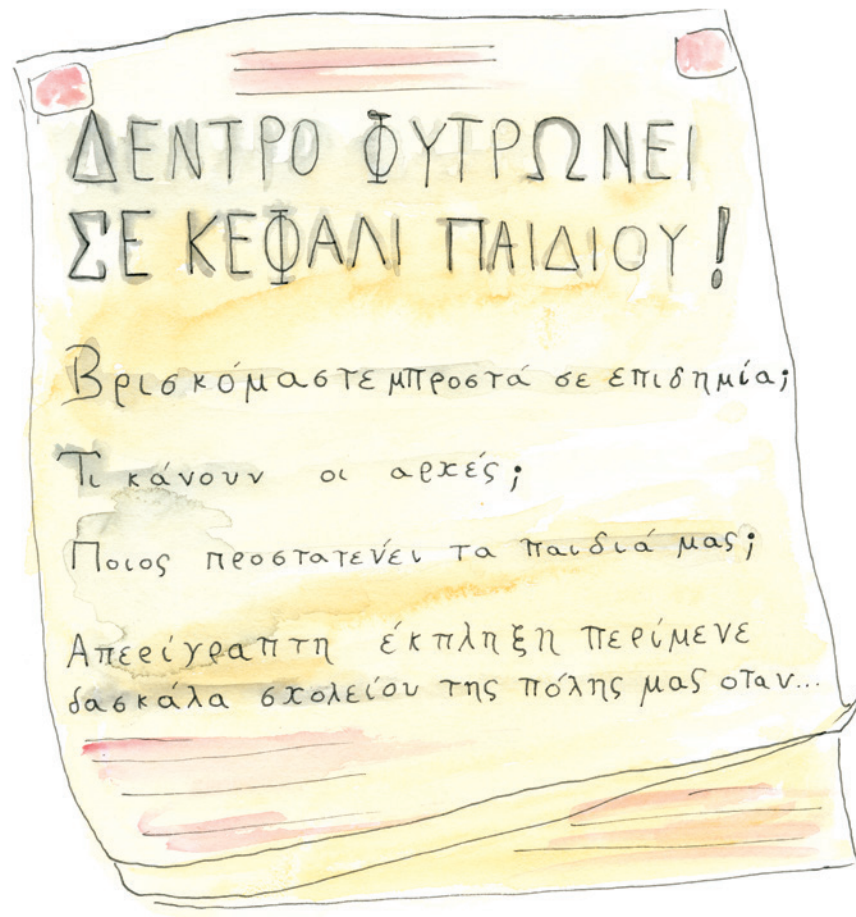 ΔΕΝΤΡΟ ΦΥΤΡΩΝΕΙ
ΣΕ ΚΕΦΑΛΙ ΠΑΙΔΙΟΥ!
Βρισκόμαστε μπροστά σε επιδημία;
Τι κάνουν οι αρχές;
Ποιος προστατεύει τα παιδιά μας;
Απερίγραπτη έκπληξη περίμενε
δασκάλα σχολείου της πόλης μας οταν...